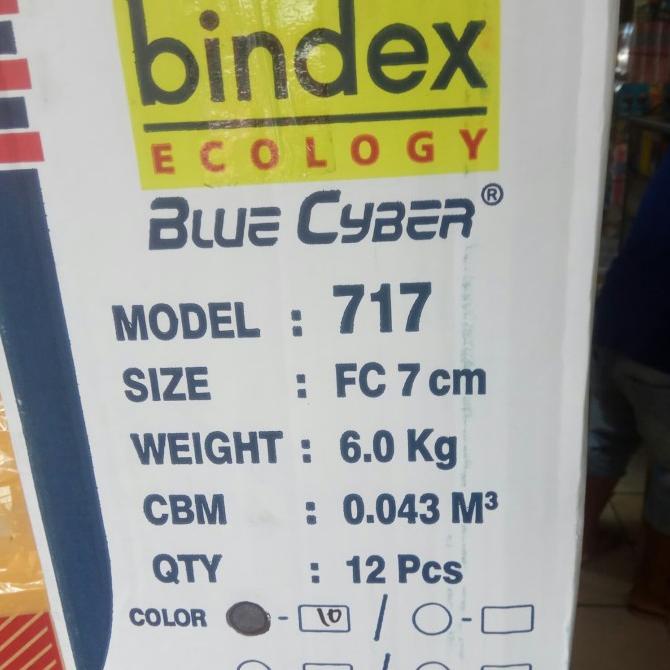 bindex
ECOLOGY
BLUE CYBER®
MODEL : 717
SIZE : FC 7 cm
WEIGHT : 6.0 Kg
CBM : 0.043 M³
QTY : 12 Pcs
COLOR - 10 / -